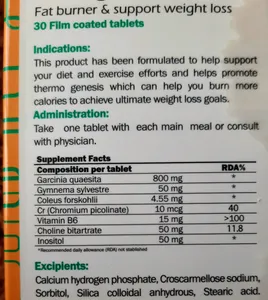 Fat burner & support weight loss
30 Film coated tablets
Indications:
This product has been formulated to help support
your diet and exercise efforts and helps promote
thermo genesis which can help you burn more
calories to achieve ultimate weight loss goals.
Administration:
Take one tablet with each main meal or consult
with physician.
Supplement Facts
Composition per tablet RDA%
Garcinia quaesita 800 mg *
Gymnema sylvestre 50 mg *
Coleus forskohlii 4.55 mg *
Cr (Chromium picolinate) 10 mcg 40
Vitamin B6 15 mg >100
Choline bitartrate 50 mg 11.8
Inositol 50 mg *
*Recommended daily allowance (RDA) not stablished
Excipients:
Calcium hydrogen phosphate, Croscarmellose sodium,
Sorbitol, Silica colloidal anhydrous, Stearic acid.